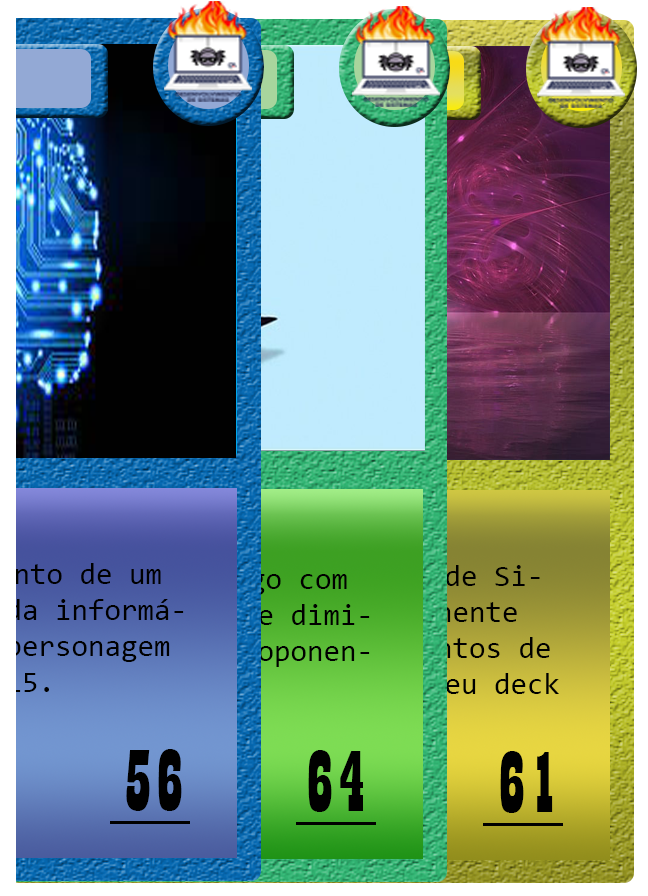 nto de um
da informá-
personagem
15.
56
go com
e dimi-
oponen-
64
de Si-
mente
ntos de
eu deck
61